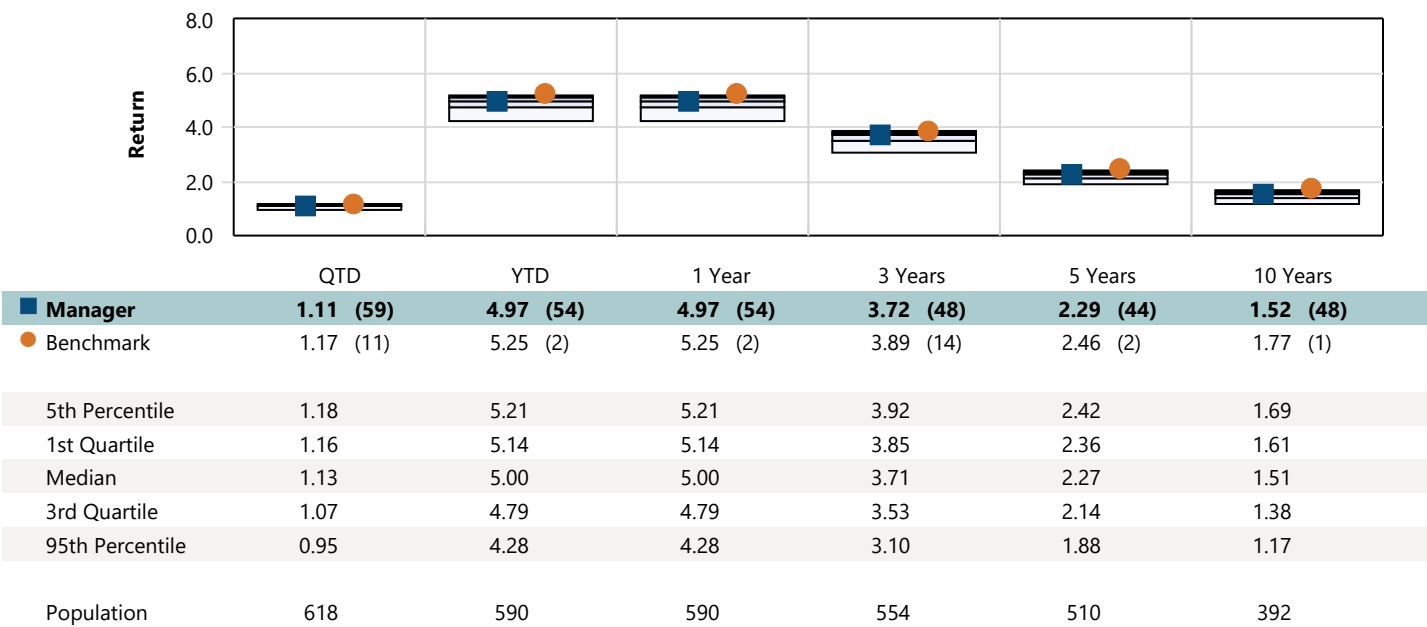 8.0
6.0
4.0
2.0
0.0
Return
QTD YTD 1 Year 3 Years 5 Years 10 Years
Manager 1.11 (59) 4.97 (54) 4.97 (54) 3.72 (48) 2.29 (44) 1.52 (48)
Benchmark 1.17 (11) 5.25 (2) 5.25 (2) 3.89 (14) 2.46 (2) 1.77 (1)
5th Percentile 1.18 5.21 5.21 3.92 2.42 1.69
1st Quartile 1.16 5.14 5.14 3.85 2.36 1.61
Median 1.13 5.00 5.00 3.71 2.27 1.51
3rd Quartile 1.07 4.79 4.79 3.53 2.14 1.38
95th Percentile 0.95 4.28 4.28 3.10 1.88 1.17
Population 618 590 590 554 510 392